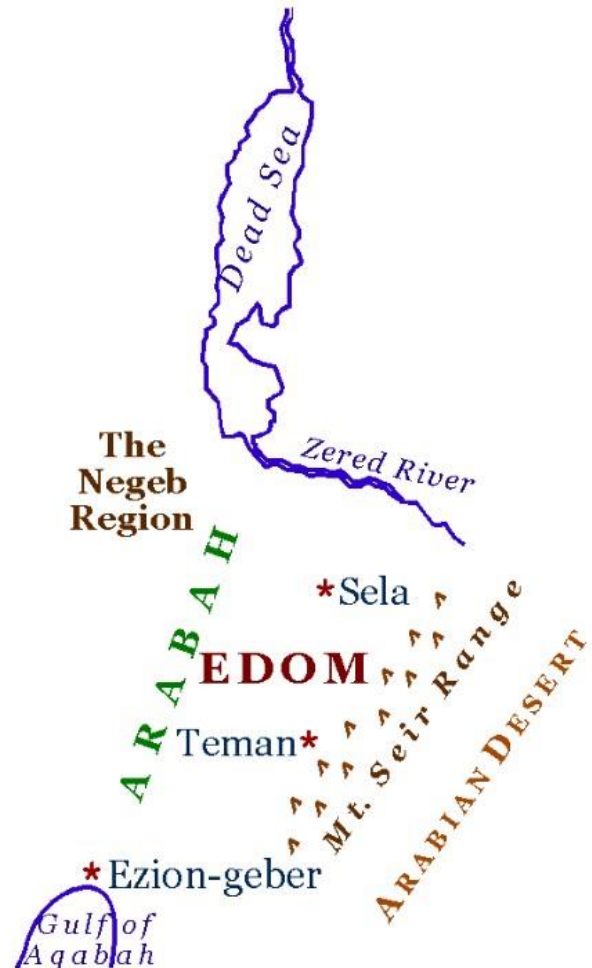 Dead Sea
Zered River
The
Negeb
Region
ARABAH
*Sela
EDOM
Teman*
Mt. Seir Range
ARABIAN DESERT
*Ezion-geber
Gulf of
Aqabah